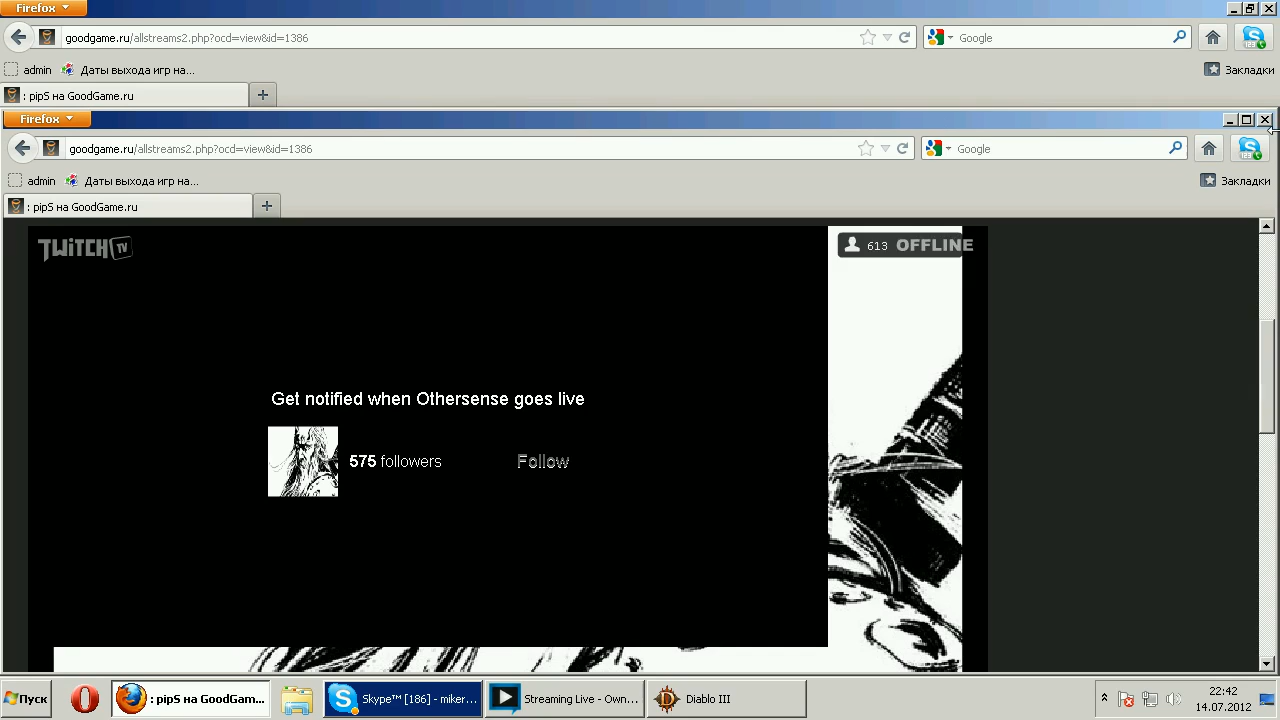 Firefox
goodgame.ru/allstreams2.php?ocd=view&id=1386
Google
admin
Даты выхода игр на...
Закладки
: pipS на GoodGame.ru
Firefox
goodgame.ru/allstreams2.php?ocd=view&id=1386
Google
admin
Даты выхода игр на...
Закладки
: pipS на GoodGame.ru
TWITCH TV
613 OFFLINE
Get notified when Othersense goes live
575 followers
Follow
Пуск
: pipS на GoodGam...
Skype™ [186] - miker...
Streaming Live - Own...
Diablo III
22:42
14.07.2012